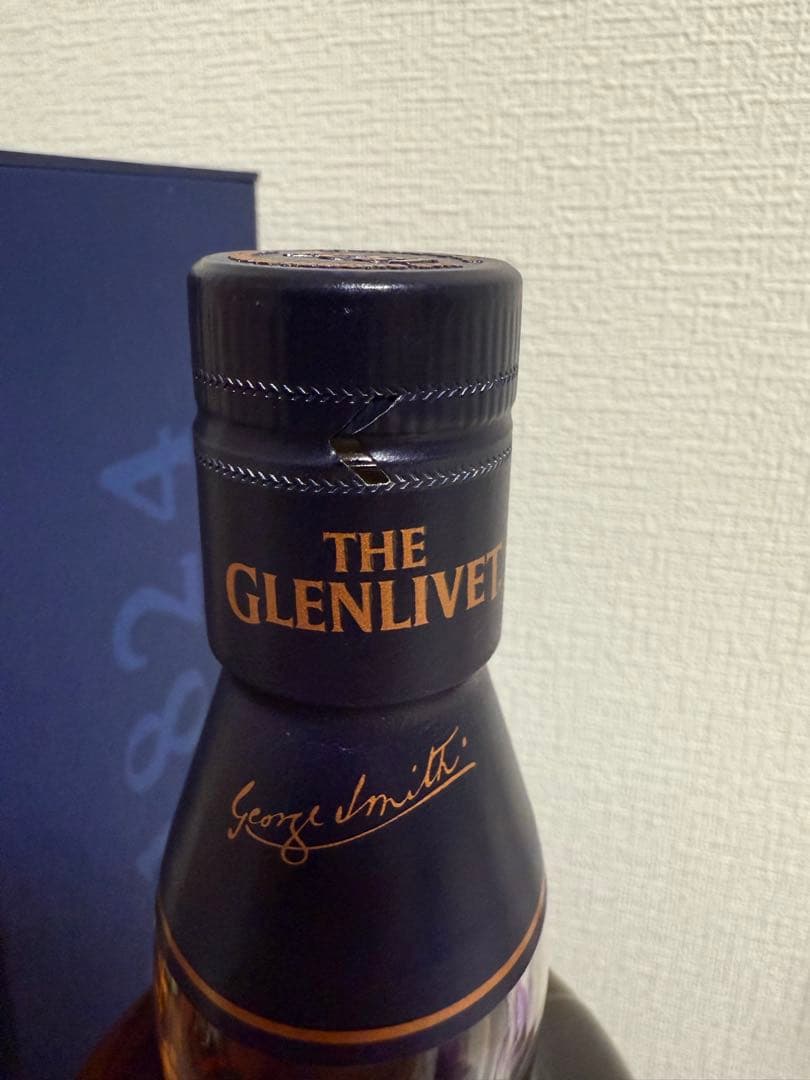 THE
GLENLIVET
George Smith
1824